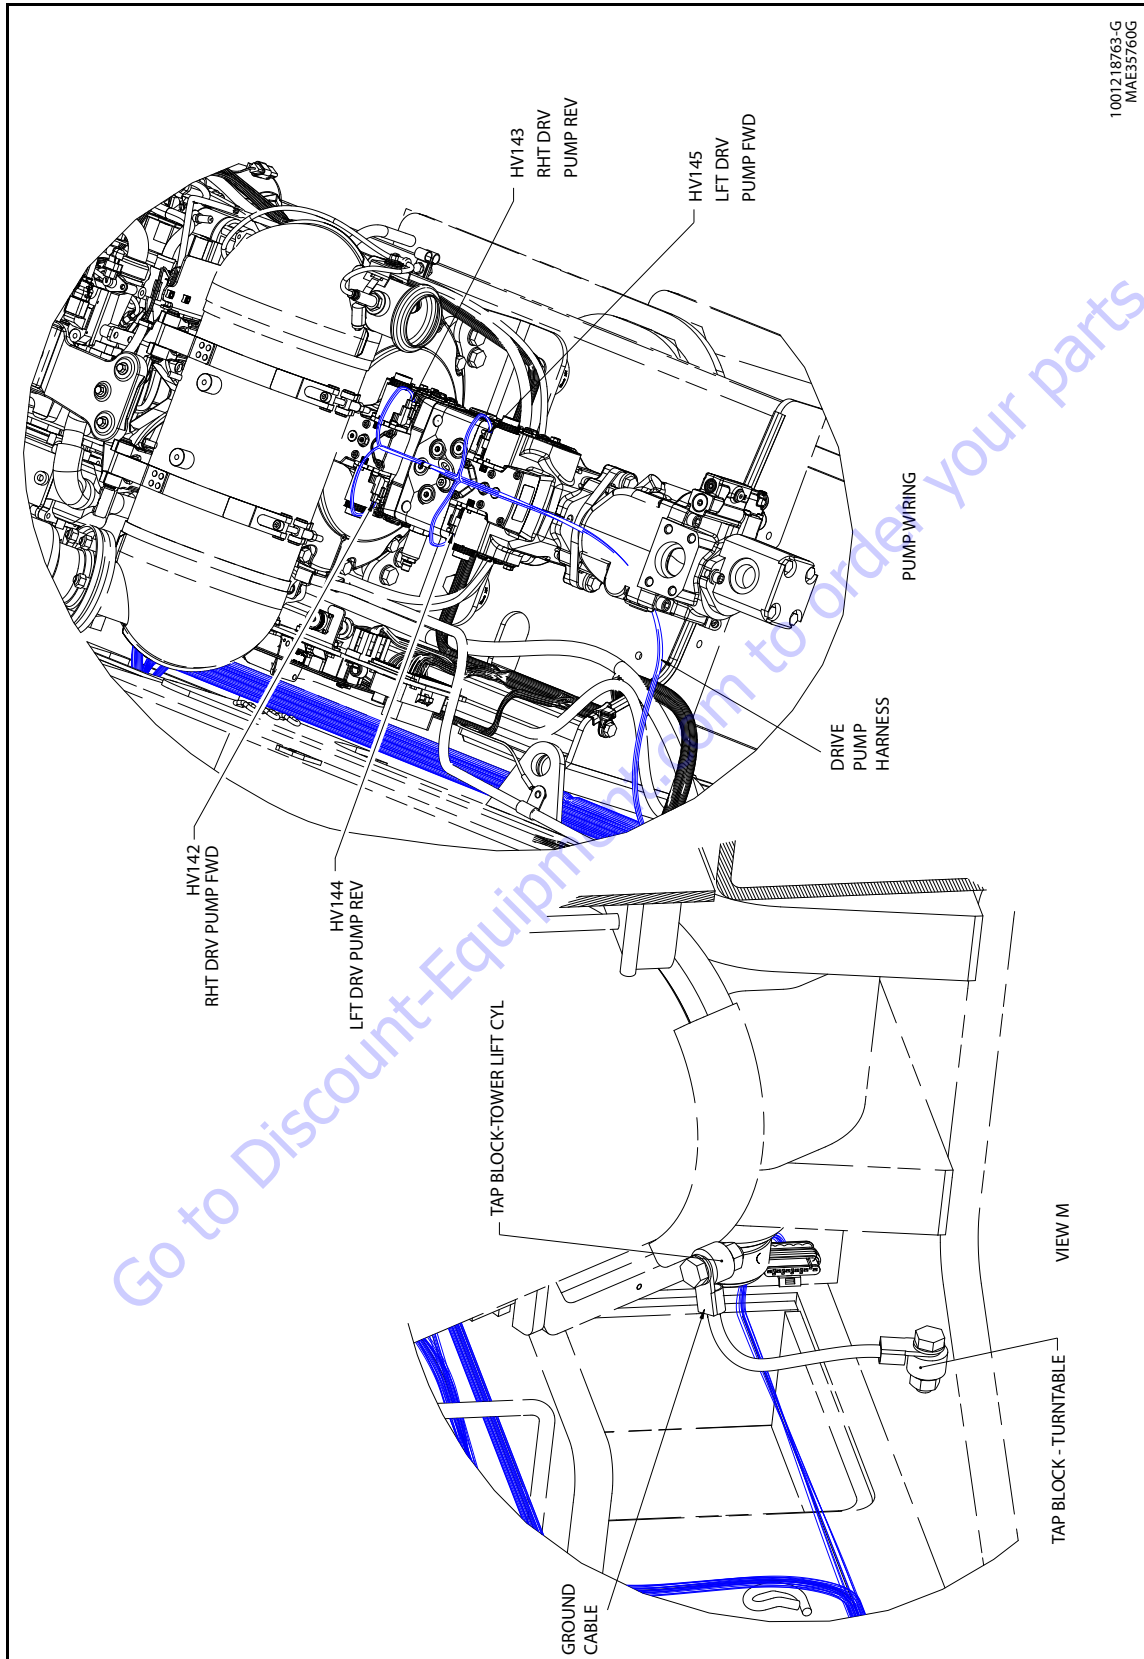 HV142
RHT DRV PUMP FWD
HV144
LFT DRV PUMP REV
HV143
RHT DRV
PUMP REV
HV145
LFT DRV
PUMP FWD
DRIVE
PUMP
HARNESS
PUMP WIRING
TAP BLOCK-TOWER LIFT CYL
GROUND
CABLE
TAP BLOCK - TURNTABLE
VIEW M
1001218763-G
MAE35760G
Go to Discount-Equipment.com to order your parts